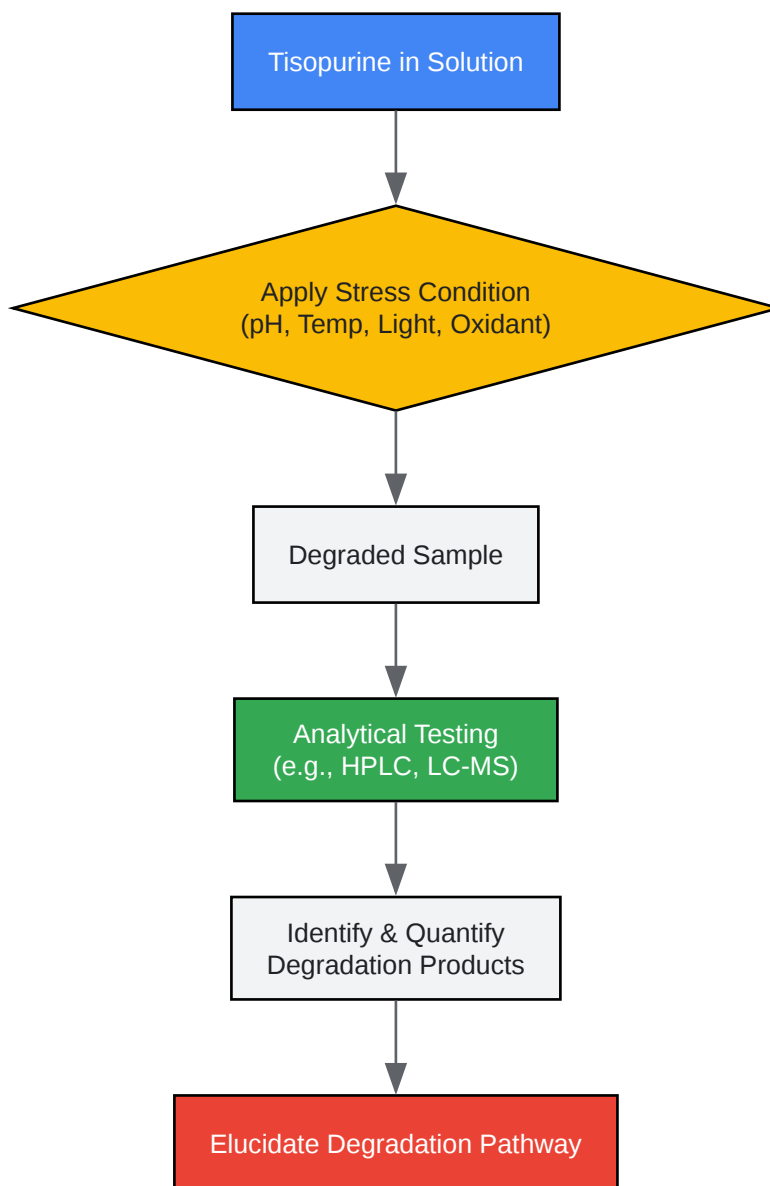 Tisopurine in Solution
Apply Stress Condition
(pH, Temp, Light, Oxidant)
Degraded Sample
Analytical Testing
(e.g., HPLC, LC-MS)
Identify & Quantify
Degradation Products
Elucidate Degradation Pathway